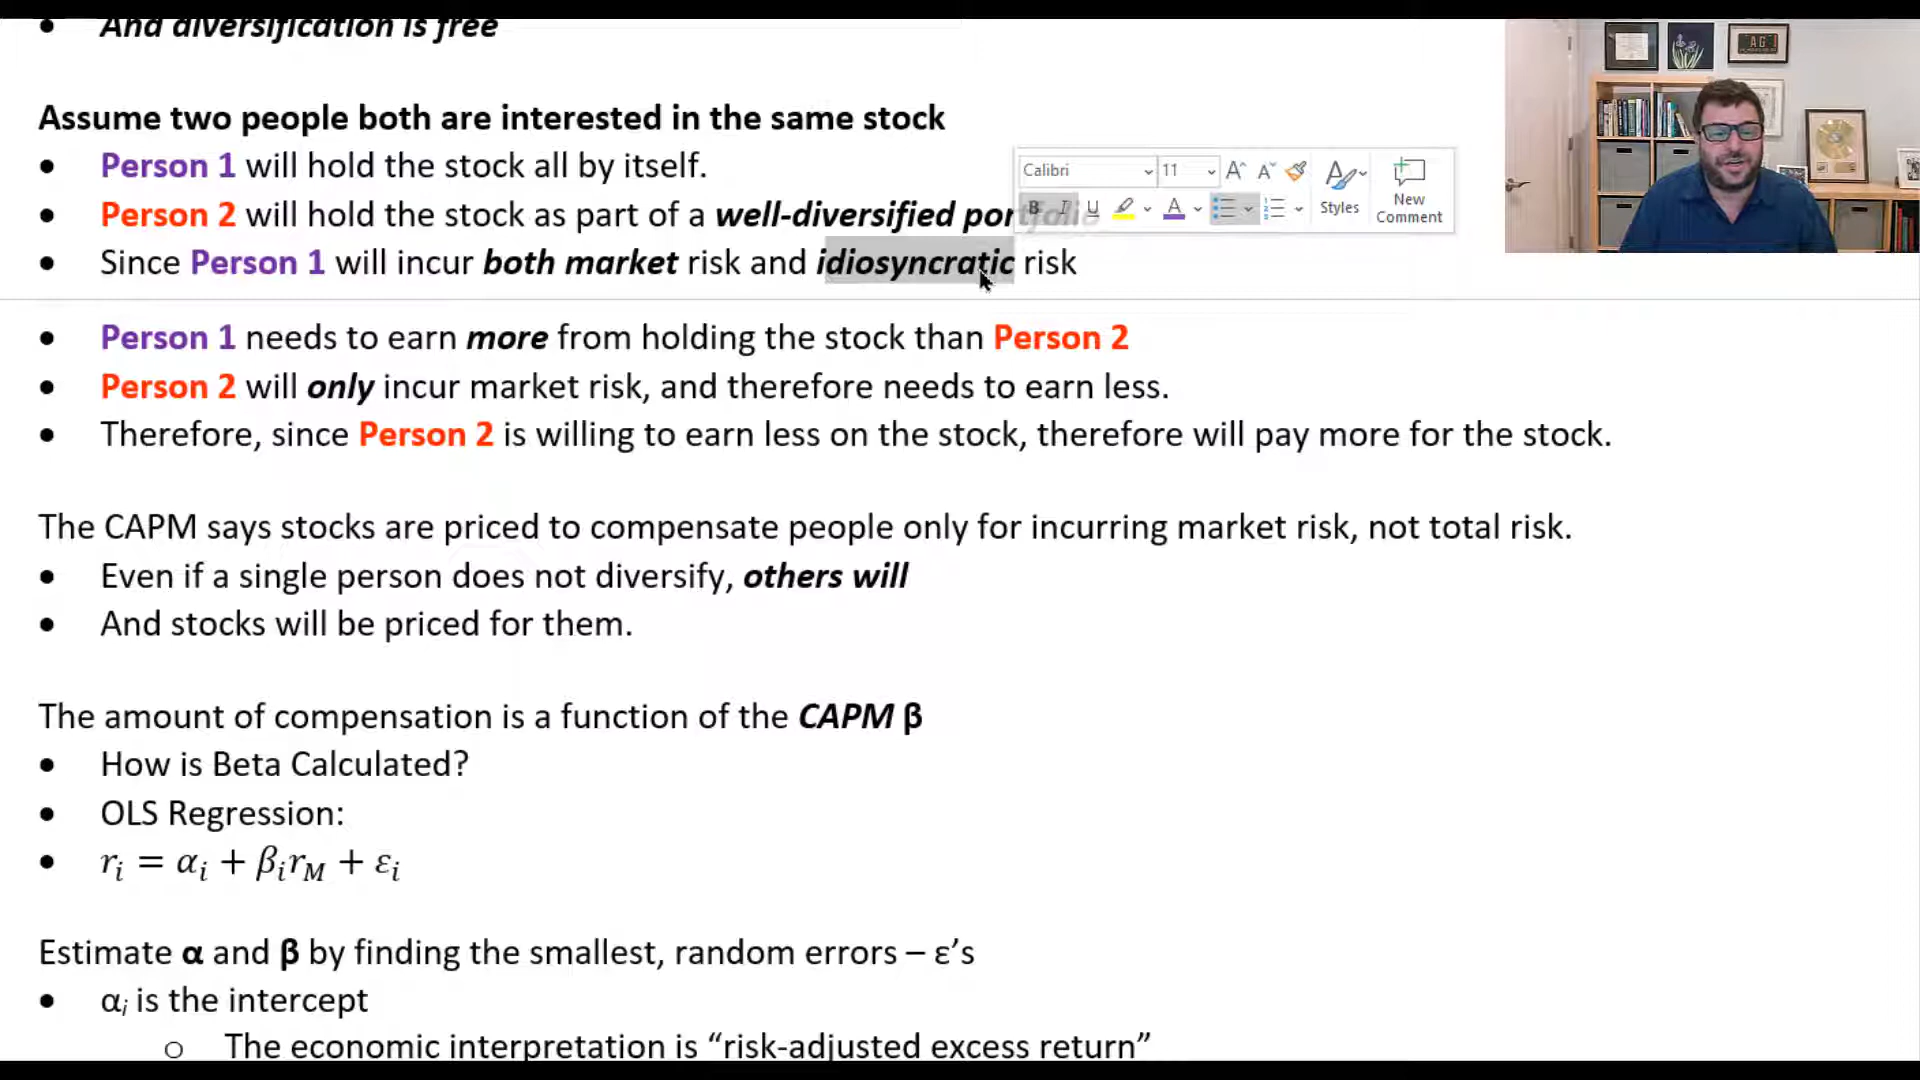 And diversification is free
Assume two people both are interested in the same stock
Person 1 will hold the stock all by itself.
Person 2 will hold the stock as part of a well-diversified portfolio
Since Person 1 will incur both market risk and idiosyncratic risk
Calibri 11
B I U A Styles New Comment
Person 1 needs to earn more from holding the stock than Person 2
Person 2 will only incur market risk, and therefore needs to earn less.
Therefore, since Person 2 is willing to earn less on the stock, therefore will pay more for the stock.
The CAPM says stocks are priced to compensate people only for incurring market risk, not total risk.
Even if a single person does not diversify, others will
And stocks will be priced for them.
The amount of compensation is a function of the CAPM β
How is Beta Calculated?
OLS Regression:
rᵢ = αᵢ + βᵢr_M + εᵢ
Estimate α and β by finding the smallest, random errors – ε’s
αᵢ is the intercept
The economic interpretation is “risk-adjusted excess return”
AG 1